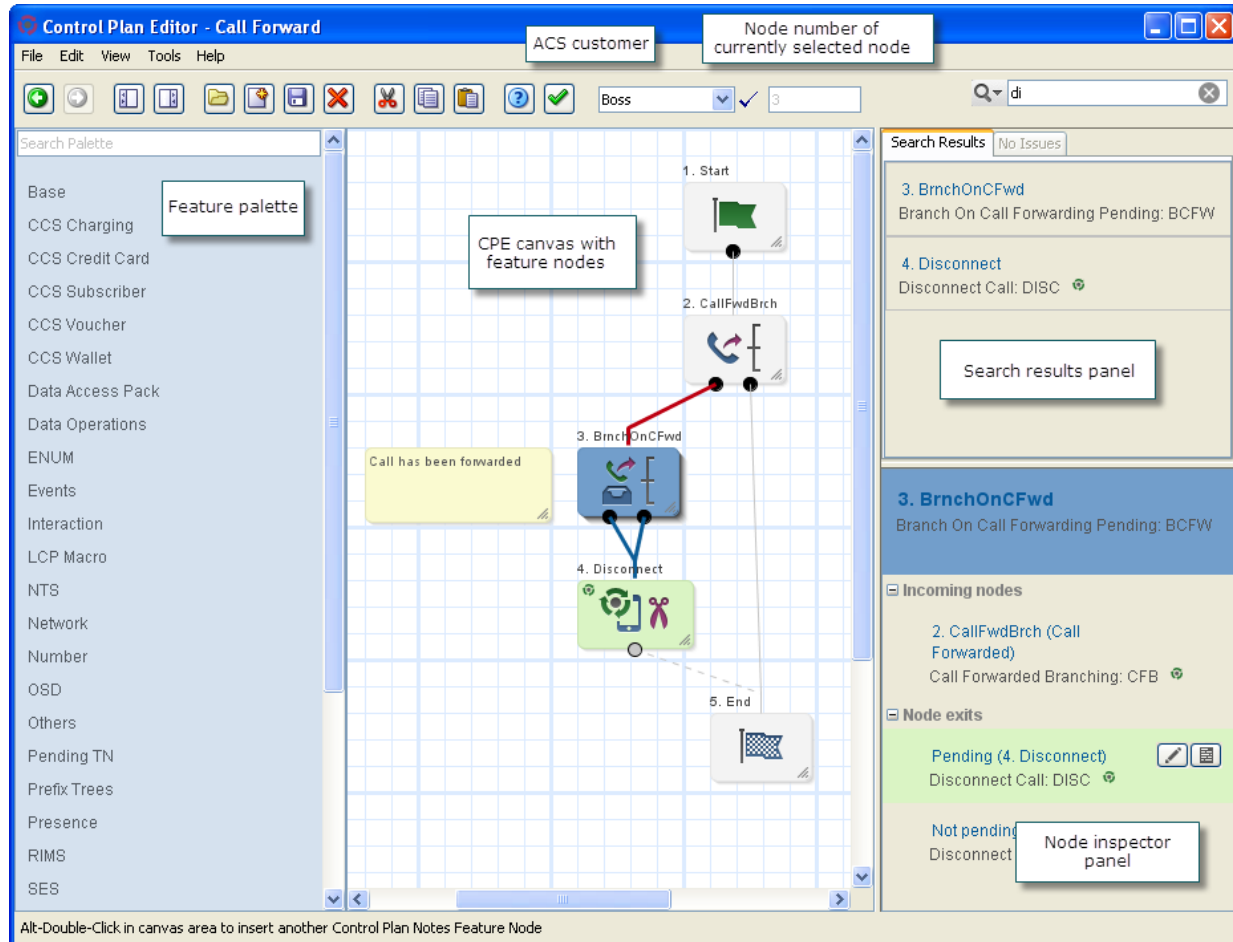 Control Plan Editor - Call Forward
File Edit View Tools Help
ACS customer
Node number of
currently selected node
Boss
3
di
Search Palette
Base
CCS Charging
CCS Credit Card
CCS Subscriber
CCS Voucher
CCS Wallet
Data Access Pack
Data Operations
ENUM
Events
Interaction
LCP Macro
NTS
Network
Number
OSD
Others
Pending TN
Prefix Trees
Presence
RIMS
SES
Feature palette
1. Start
CPE canvas with
feature nodes
2. CallFwdBrch
3. BrnchOnCFwd
Call has been forwarded
4. Disconnect
5. End
Search Results No Issues
3. BrnchOnCFwd
Branch On Call Forwarding Pending: BCFW
4. Disconnect
Disconnect Call: DISC
Search results panel
3. BrnchOnCFwd
Branch On Call Forwarding Pending: BCFW
Incoming nodes
2. CallFwdBrch (Call
Forwarded)
Call Forwarded Branching: CFB
Node exits
Pending (4. Disconnect)
Disconnect Call: DISC
Not pending
Disconnect
Node inspector
panel
Alt-Double-Click in canvas area to insert another Control Plan Notes Feature Node